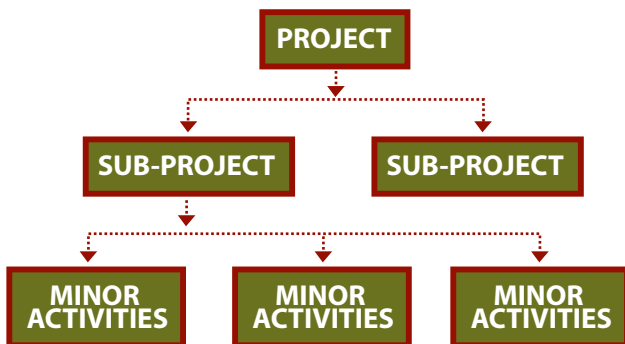 PROJECT
SUB-PROJECT
SUB-PROJECT
MINOR
ACTIVITIES
MINOR
ACTIVITIES
MINOR
ACTIVITIES